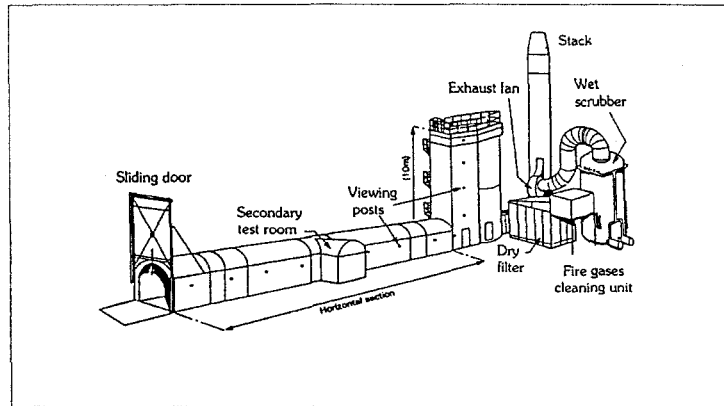 Stack
Exhaust fan
Wet
scrubber
(10m)
Sliding door
Viewing
posts
Secondary
test room
Dry
filter
Fire gases
cleaning unit
Horizontal section